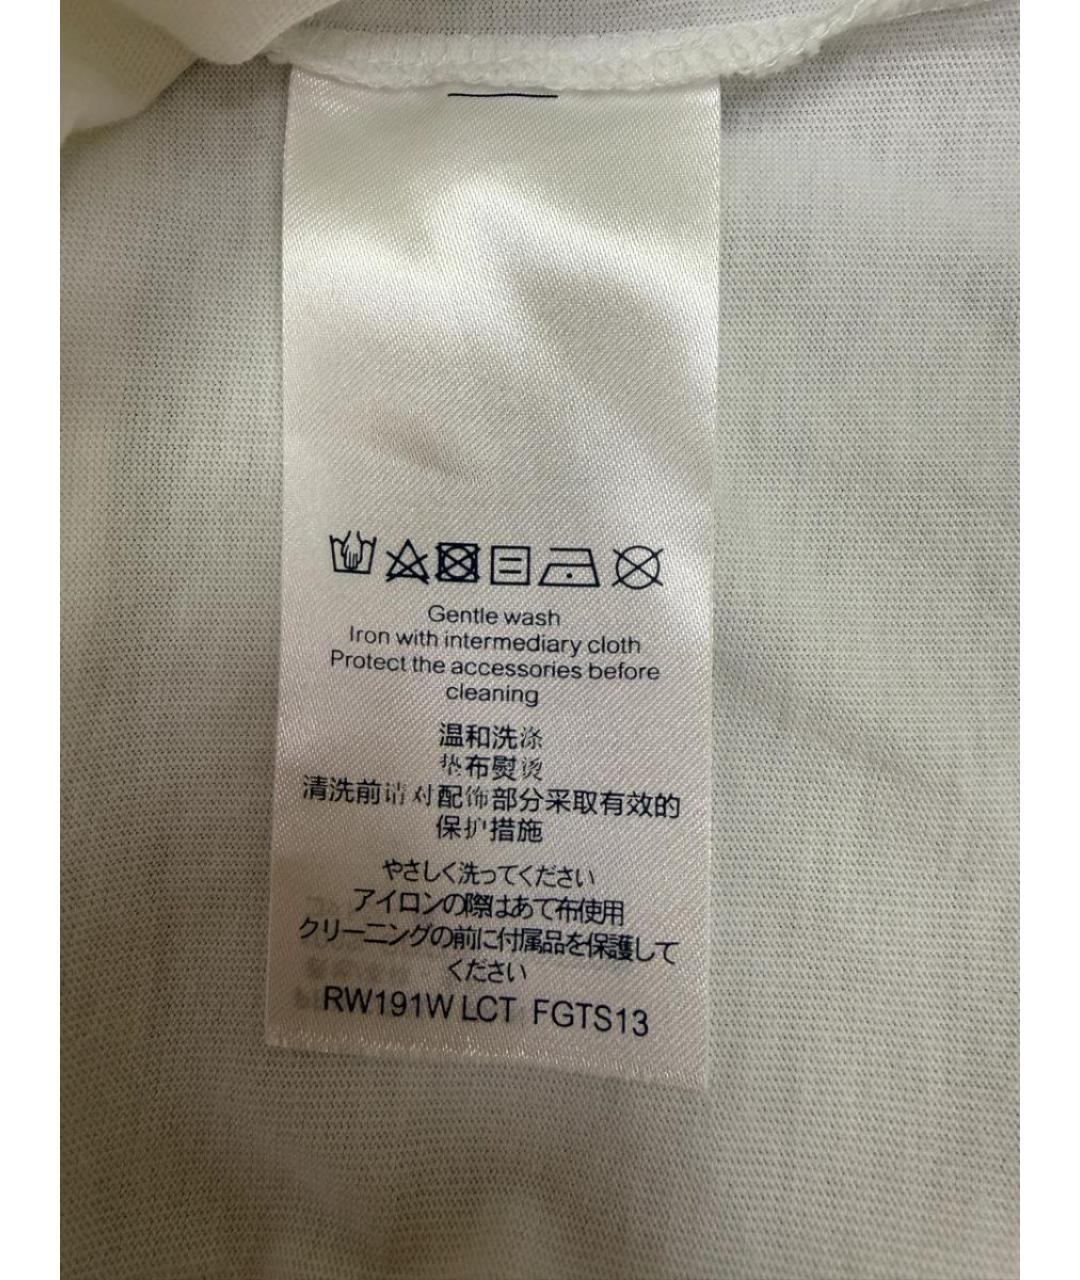 Gentle wash
Iron with intermediary cloth
Protect the accessories before
cleaning
温和洗涤
垫布熨烫
清洗前请对配饰部分采取有效的
保护措施
やさしく洗ってください
アイロンの際はあて布使用
クリーニングの前に付属品を保護して
ください
RW191W LCT FGTS13